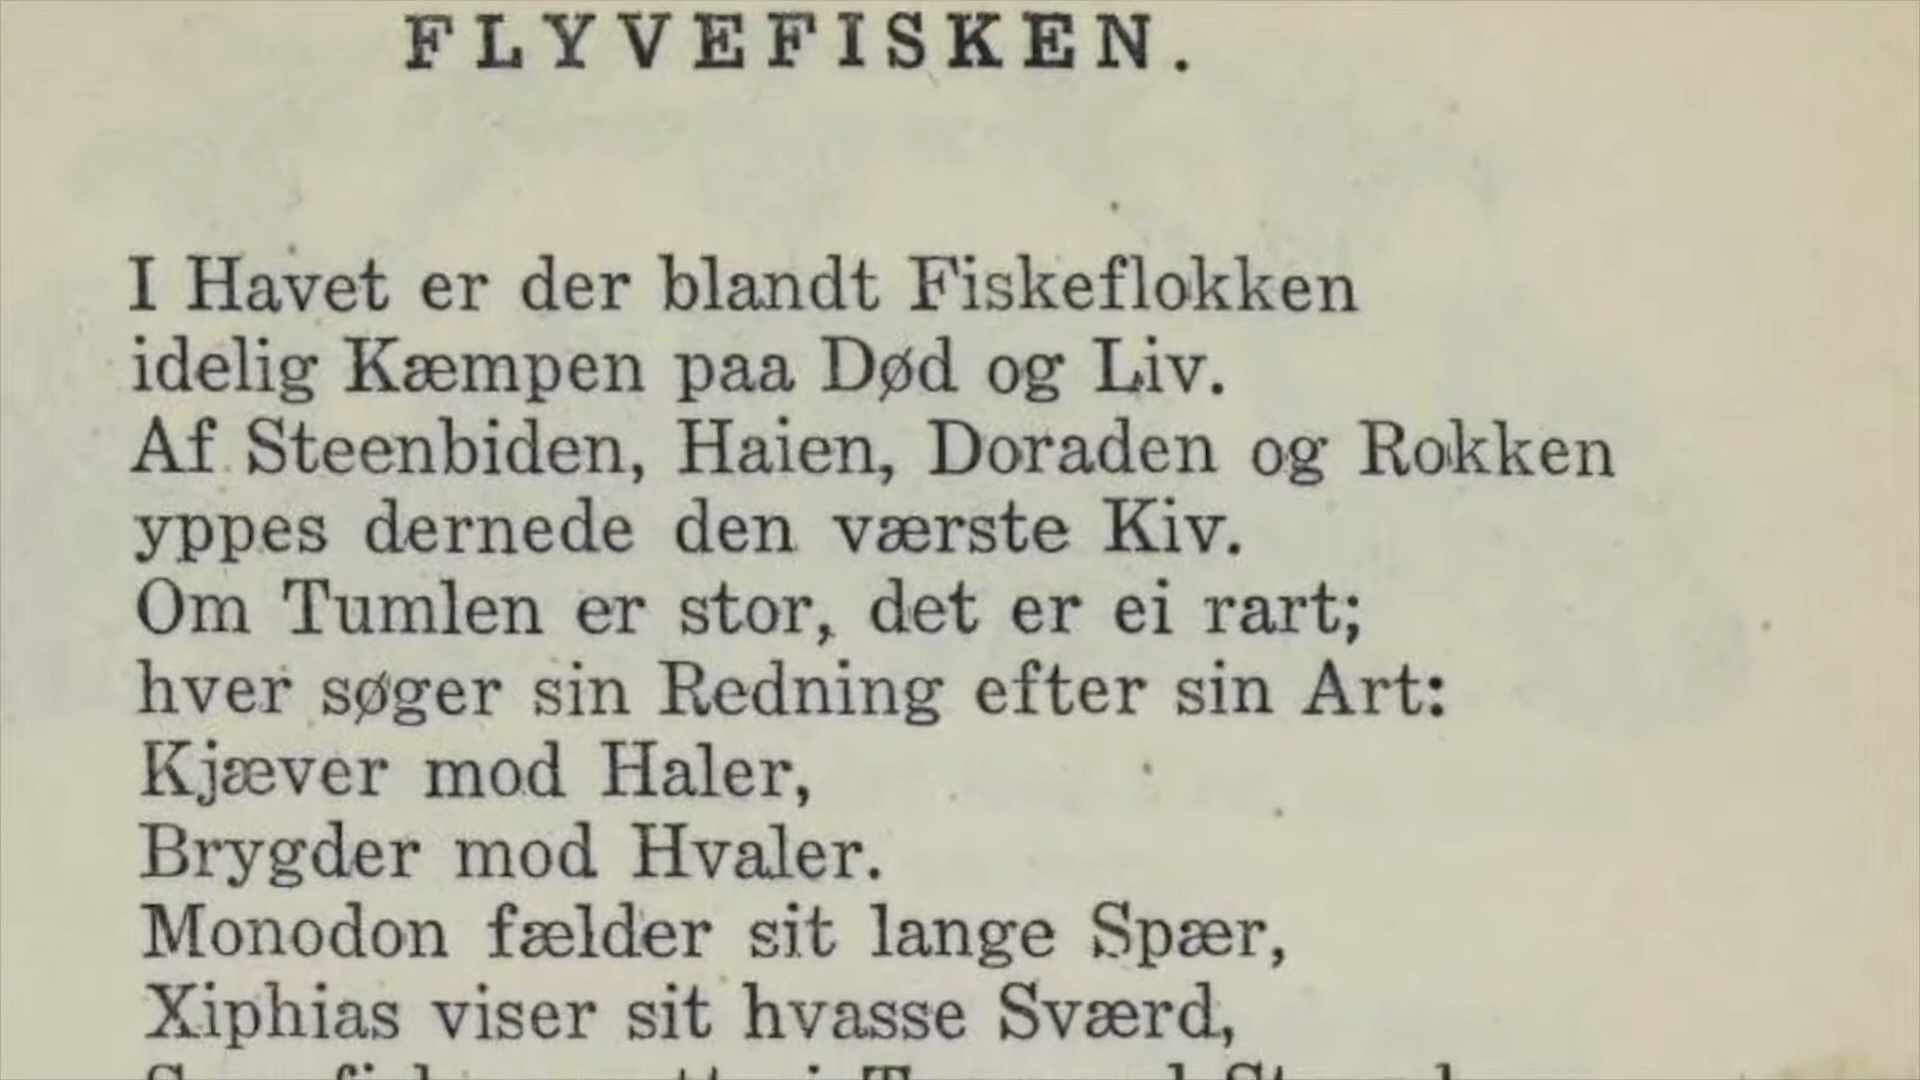 FLYVEFISKEN.
I Havet er der blandt Fiskeflokken
idelig Kæmpen paa Død og Liv.
Af Steenbiden, Haien, Doraden og Rokken
yppes dernede den værste Kiv.
Om Tumlen er stor, det er ei rart;
hver søger sin Redning efter sin Art:
Kjæver mod Haler,
Brygder mod Hvaler.
Monodon fælder sit lange Spær,
Xiphias viser sit hvasse Sværd,